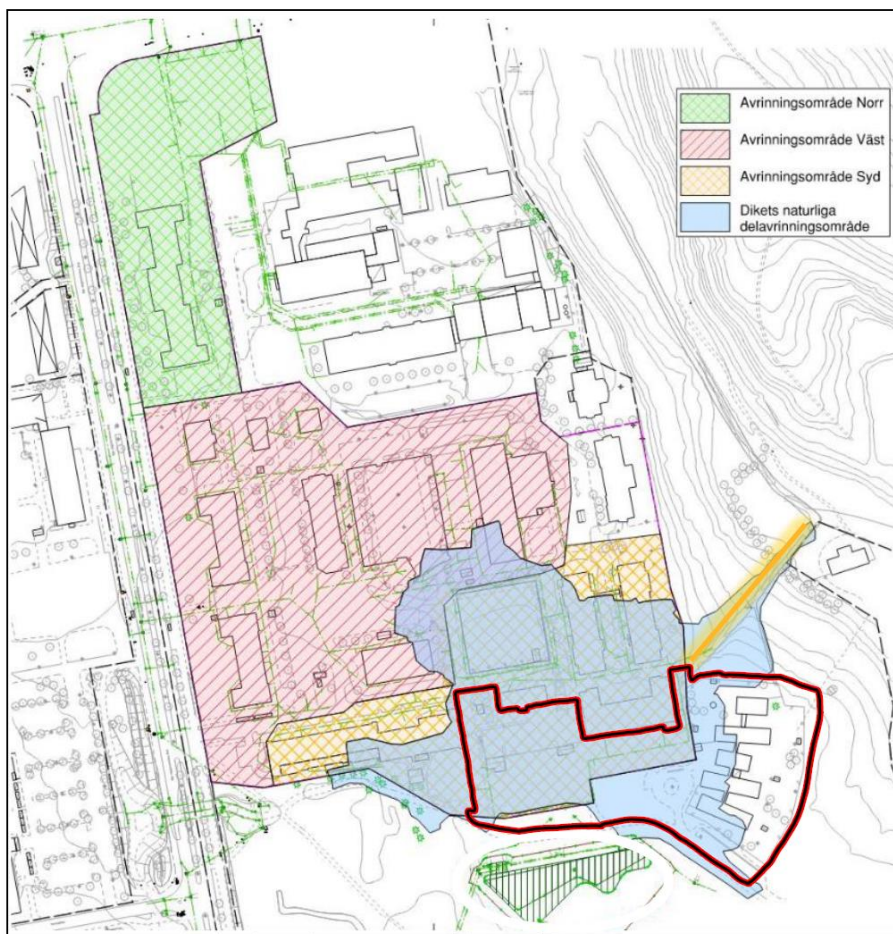 Avrinningsområde Norr
Avrinningsområde Väst
Avrinningsområde Syd
Dikets naturliga
delavrinningsområde